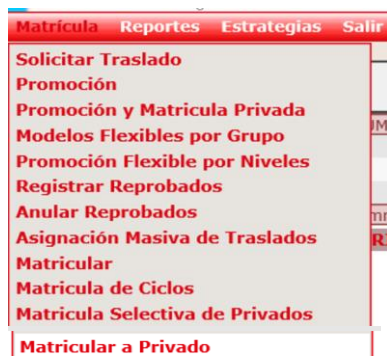 Matrícula Reportes Estrategias Salir
Solicitar Traslado
Promoción
Promoción y Matricula Privada
Modelos Flexibles por Grupo
Promoción Flexible por Niveles
Registrar Reprobados
Anular Reprobados
Asignación Masiva de Traslados
Matricular
Matricula de Ciclos
Matricula Selectiva de Privados
Matricular a Privado